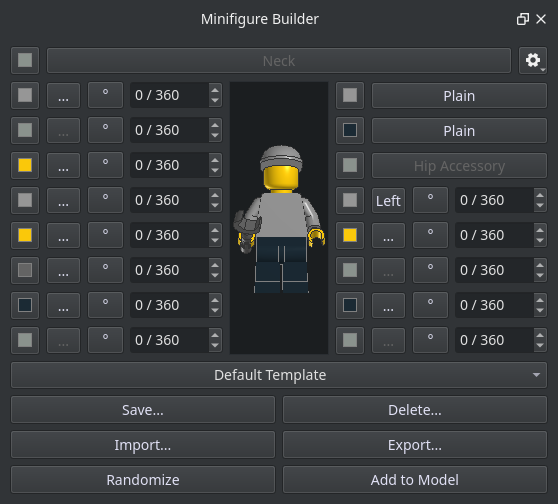 Minifigure Builder
Neck
... ° 0 / 360 Plain
... ° 0 / 360 Plain
... ° 0 / 360 Hip Accessory
... ° 0 / 360 Left ° 0 / 360
... ° 0 / 360 ... ° 0 / 360
... ° 0 / 360 ... ° 0 / 360
... ° 0 / 360 ... ° 0 / 360
... ° 0 / 360 ... ° 0 / 360
Default Template
Save... Delete...
Import... Export...
Randomize Add to Model